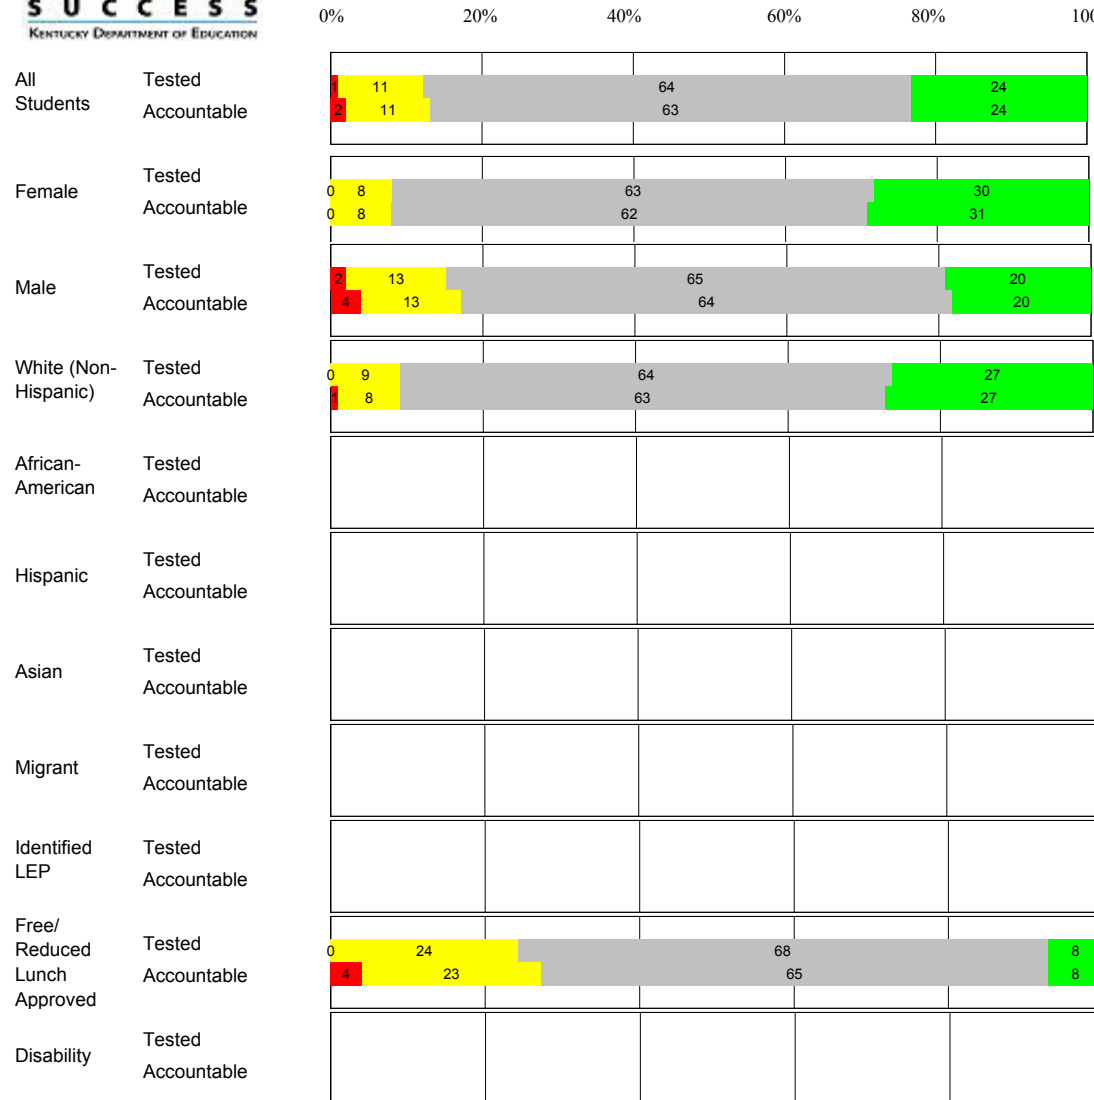 SUCCESS
KENTUCKY DEPARTMENT OF EDUCATION
0% 20% 40% 60% 80% 100
All Students
Tested 1 11 64 24
Accountable 2 11 63 24
Female
Tested 0 8 63 30
Accountable 0 8 62 31
Male
Tested 2 13 65 20
Accountable 4 13 64 20
White (Non-
Hispanic)
Tested 0 9 64 27
Accountable 1 8 63 27
African-
American
Tested
Accountable
Hispanic
Tested
Accountable
Asian
Tested
Accountable
Migrant
Tested
Accountable
Identified
LEP
Tested
Accountable
Free/
Reduced
Lunch
Approved
Tested 0 24 68 8
Accountable 4 23 65 8
Disability
Tested
Accountable